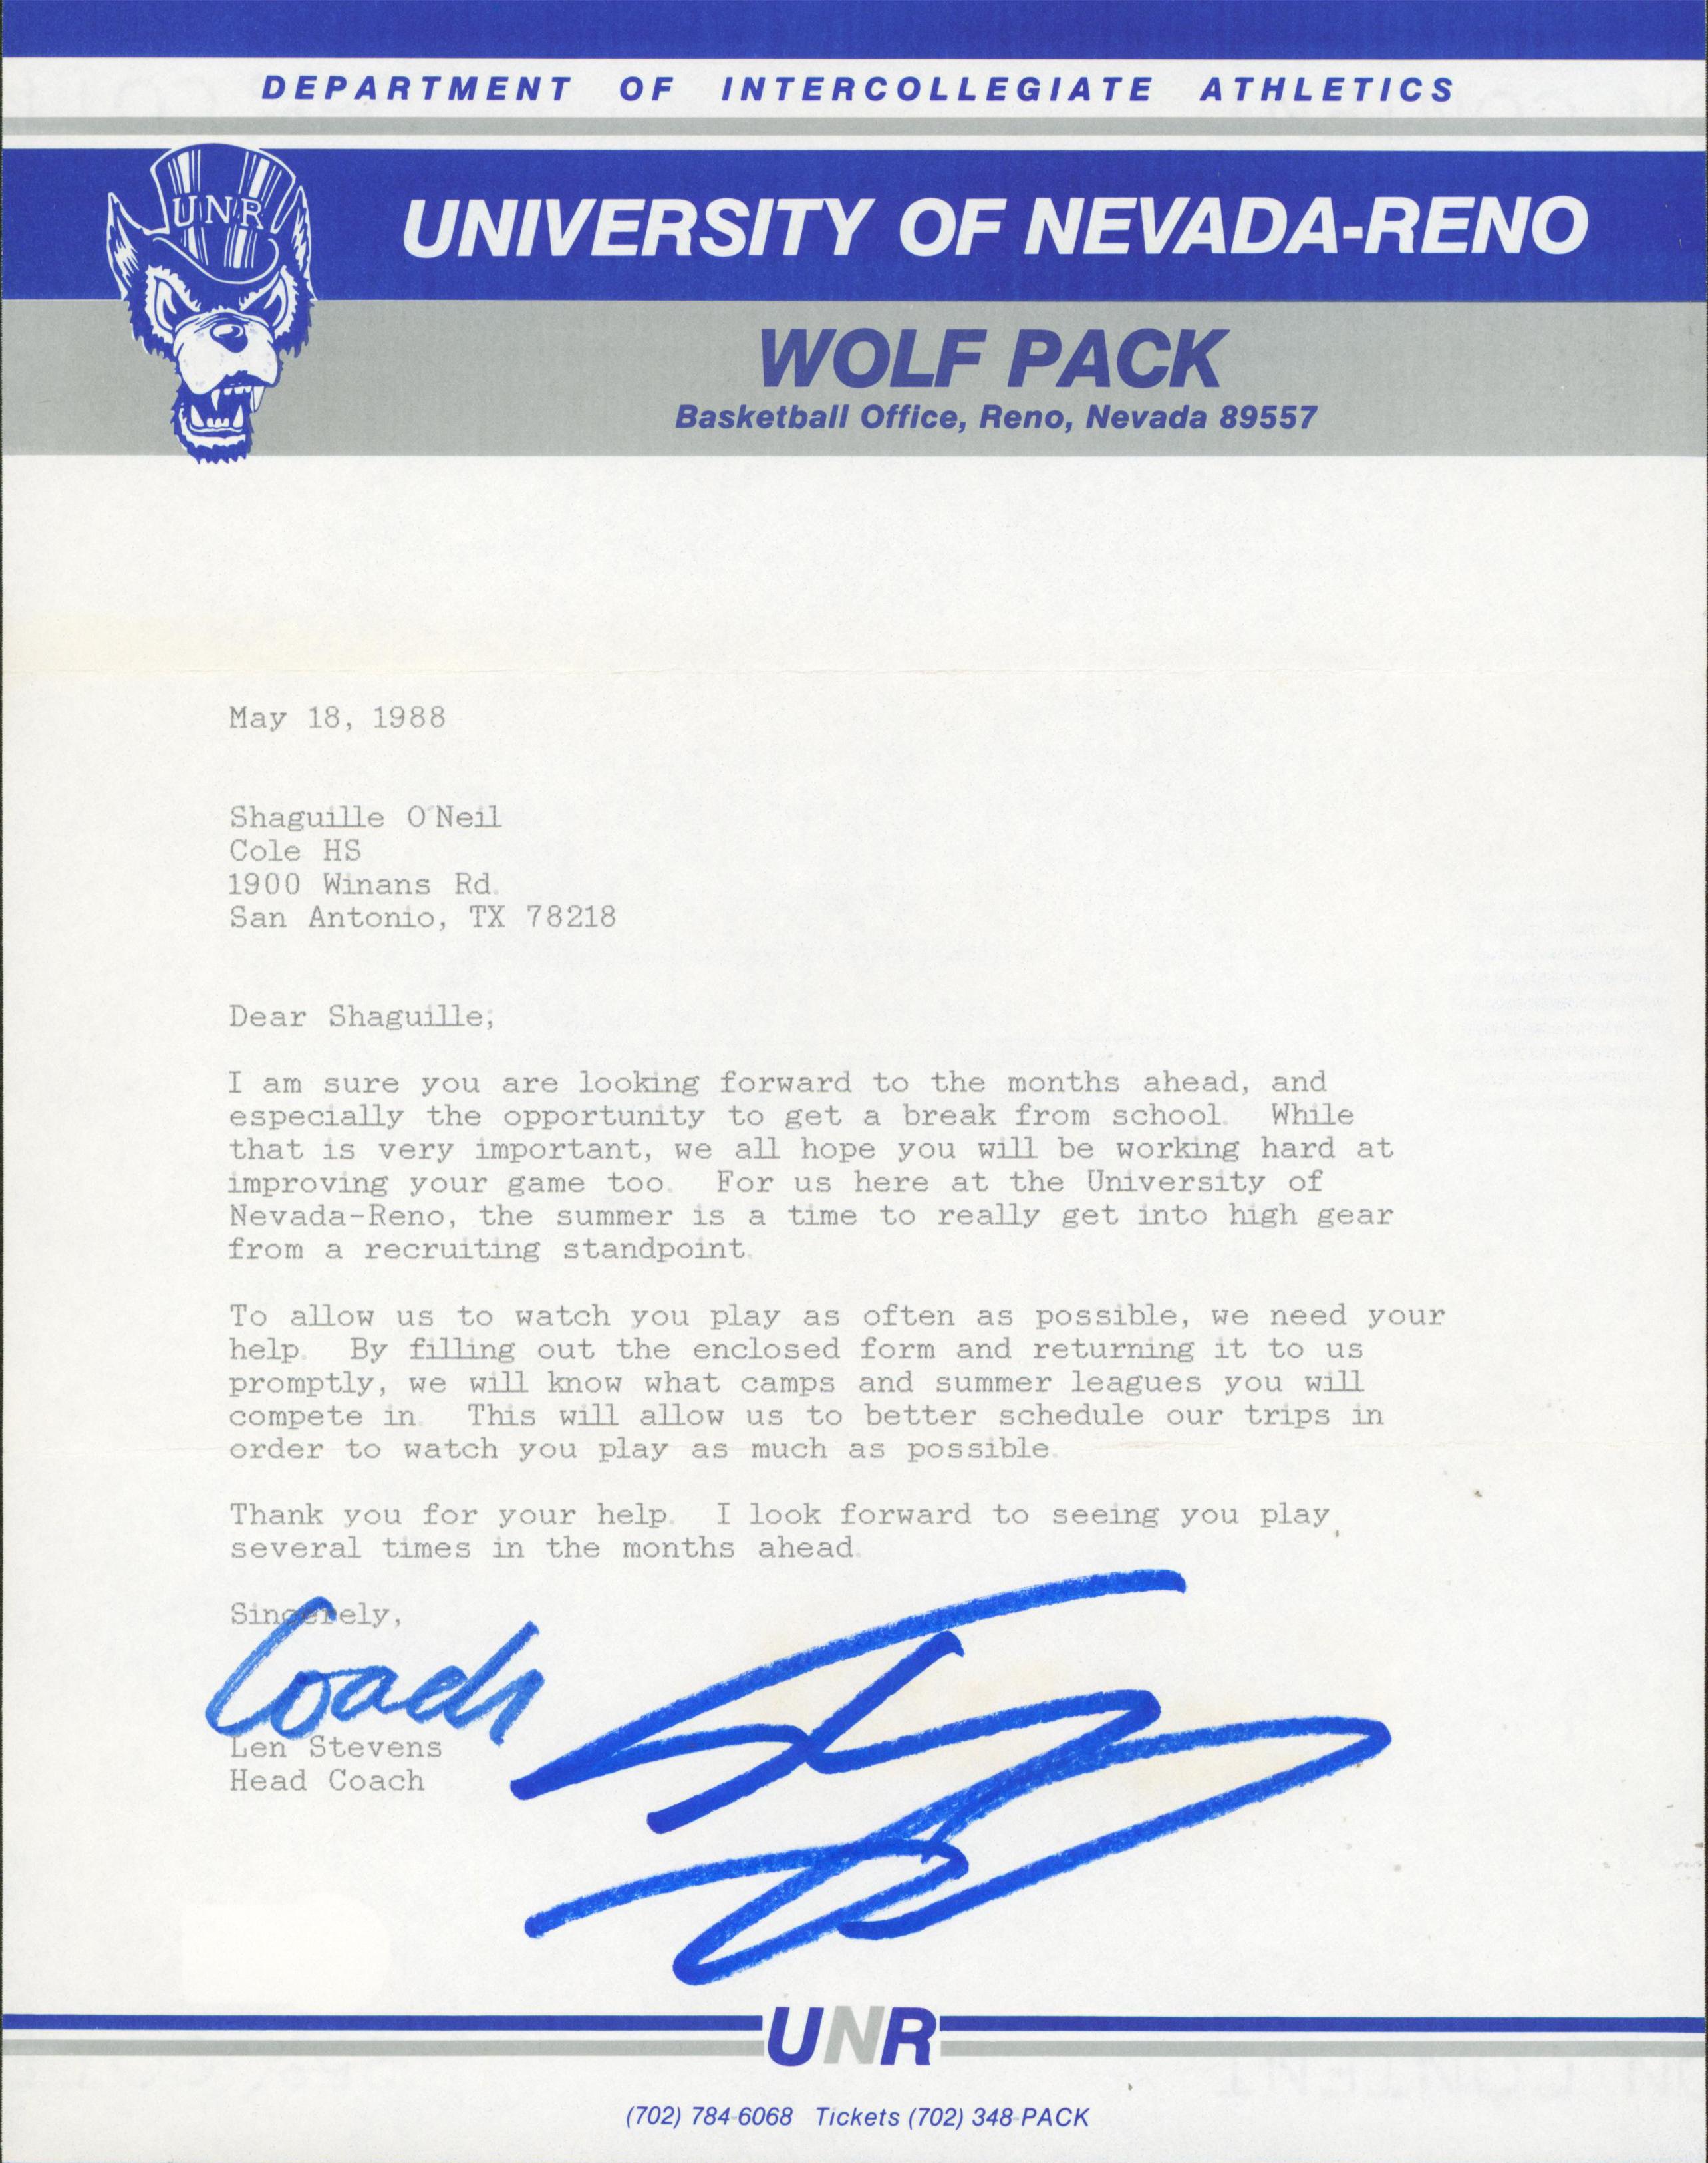 DEPARTMENT OF INTERCOLLEGIATE ATHLETICS
UNR
UNIVERSITY OF NEVADA-RENO
WOLF PACK
Basketball Office, Reno, Nevada 89557
May 18, 1988
Shaguille O'Neil
Cole HS
1900 Winans Rd.
San Antonio, TX 78218
Dear Shaguille;
I am sure you are looking forward to the months ahead, and
especially the opportunity to get a break from school. While
that is very important, we all hope you will be working hard at
improving your game too. For us here at the University of
Nevada-Reno, the summer is a time to really get into high gear
from a recruiting standpoint.
To allow us to watch you play as often as possible, we need your
help. By filling out the enclosed form and returning it to us
promptly, we will know what camps and summer leagues you will
compete in. This will allow us to better schedule our trips in
order to watch you play as much as possible.
Thank you for your help. I look forward to seeing you play
several times in the months ahead.
Sincerely,
Coach
Len Stevens
Head Coach
UNR
(702) 784-6068 Tickets (702) 348-PACK